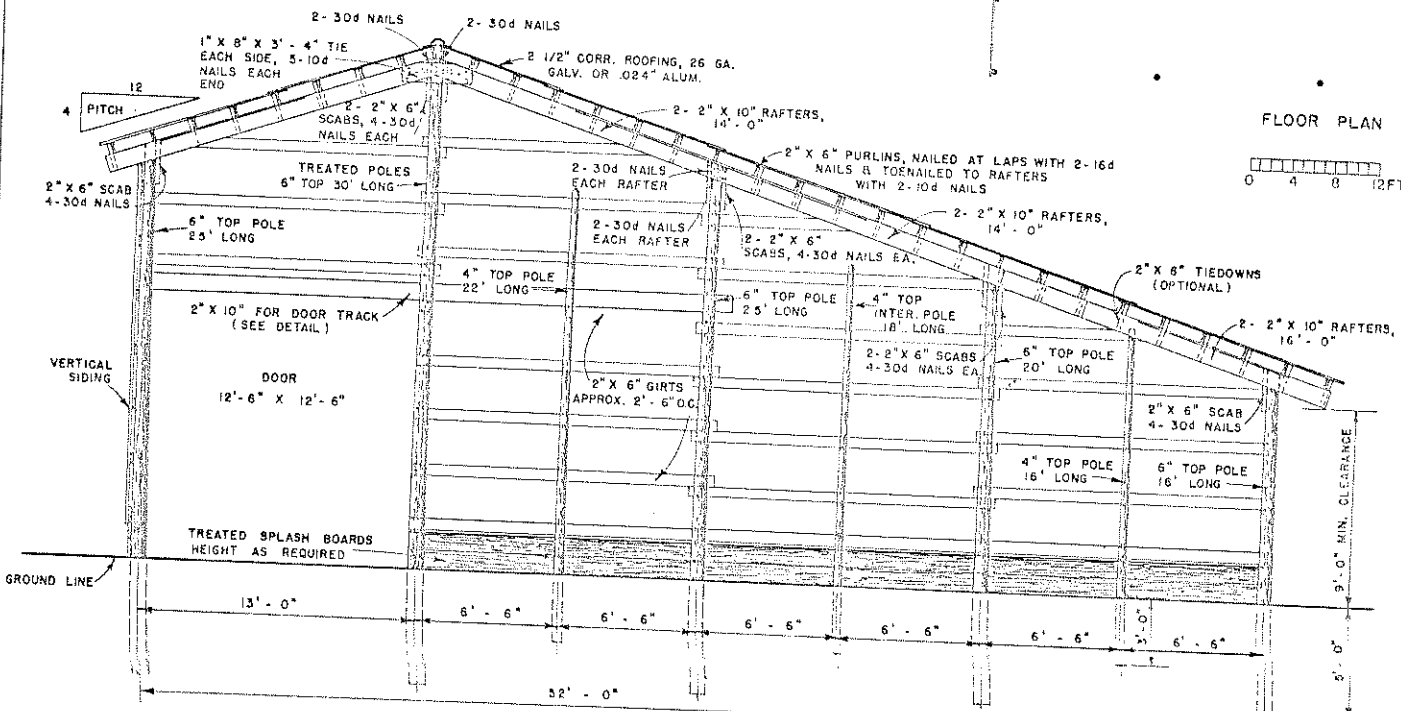 2-30d NAILS
2-30d NAILS
1" X 8" X 3'-4" TIE
EACH SIDE, 5-10d
NAILS EACH
END
2 1/2" CORR. ROOFING, 26 GA.
GALV. OR .024" ALUM.
12
4
PITCH
2-2" X 6"
SCABS, 4-30d
NAILS EACH
2-2" X 10" RAFTERS,
14'-0"
FLOOR PLAN
0 4 8 12FT
2" X 6" PURLINS, NAILED AT LAPS WITH 2-16d
NAILS & TOENAILED TO RAFTERS
WITH 2-10d NAILS
TREATED POLES
6" TOP 30' LONG
2-30d NAILS
EACH RAFTER
2" X 6" SCAB
4-30d NAILS
6" TOP POLE
25' LONG
2-30d NAILS
EACH RAFTER
2-2" X 6"
SCABS, 4-30d NAILS EA.
2-2" X 10" RAFTERS,
14'-0"
2" X 6" TIEDOWNS
(OPTIONAL)
4" TOP POLE
22' LONG
6" TOP POLE
25' LONG
4" TOP
INTER. POLE
18' LONG
2-2" X 10" RAFTERS,
16'-0"
2" X 10" FOR DOOR TRACK
(SEE DETAIL)
2-2" X 6" SCABS
4-30d NAILS EA
6" TOP POLE
20' LONG
VERTICAL
SIDING
DOOR
12'-6" X 12'-6"
2" X 6" GIRTS
APPROX. 2'-6" O.C.
2" X 6" SCAB
4-30d NAILS
4" TOP POLE
16' LONG
6" TOP POLE
16' LONG
9'-0" MIN. CLEARANCE
TREATED SPLASH BOARDS
HEIGHT AS REQUIRED
GROUND LINE
13'-0"
6'-6"
6'-6"
6'-6"
6'-6"
6'-6"
3'-0"
6'-6"
5'-0"
52'-0"